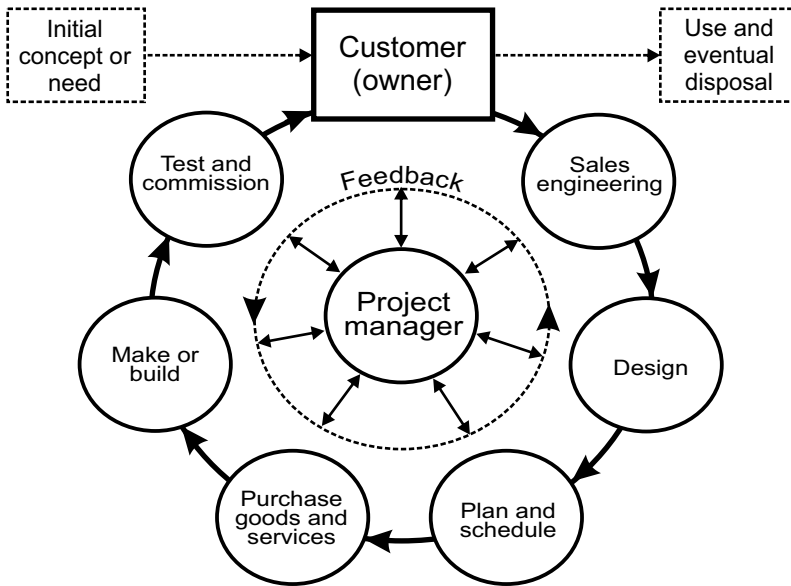 Initial
concept or
need
Customer
(owner)
Use and
eventual
disposal
Test and
commission
Feedback
Sales
engineering
Project
manager
Make or
build
Design
Purchase
goods and
services
Plan and
schedule